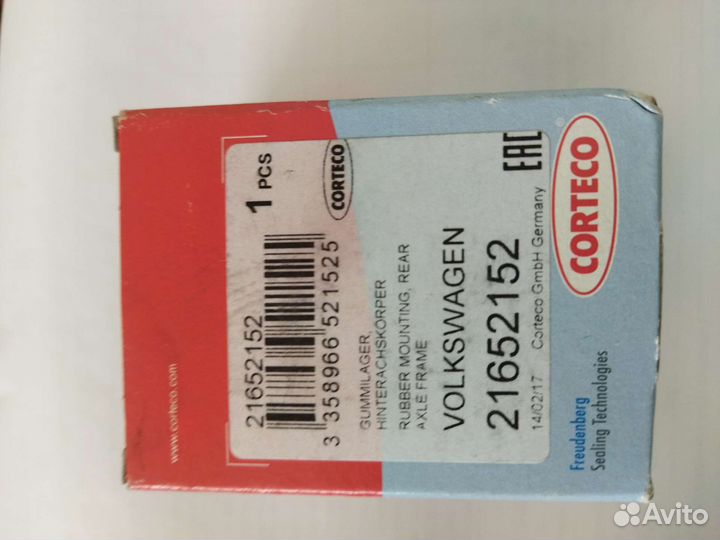 www.corteco.com
21652152
1 PCS
3 358966 521525
CORTECO
GUMMILAGER,
HINTERACHSKÖRPER
RUBBER MOUNTING, REAR
AXLE FRAME
VOLKSWAGEN
21652152
EAC
14/02/17 Corteco GmbH Germany
CORTECO
Freudenberg
Sealing Technologies
Avito